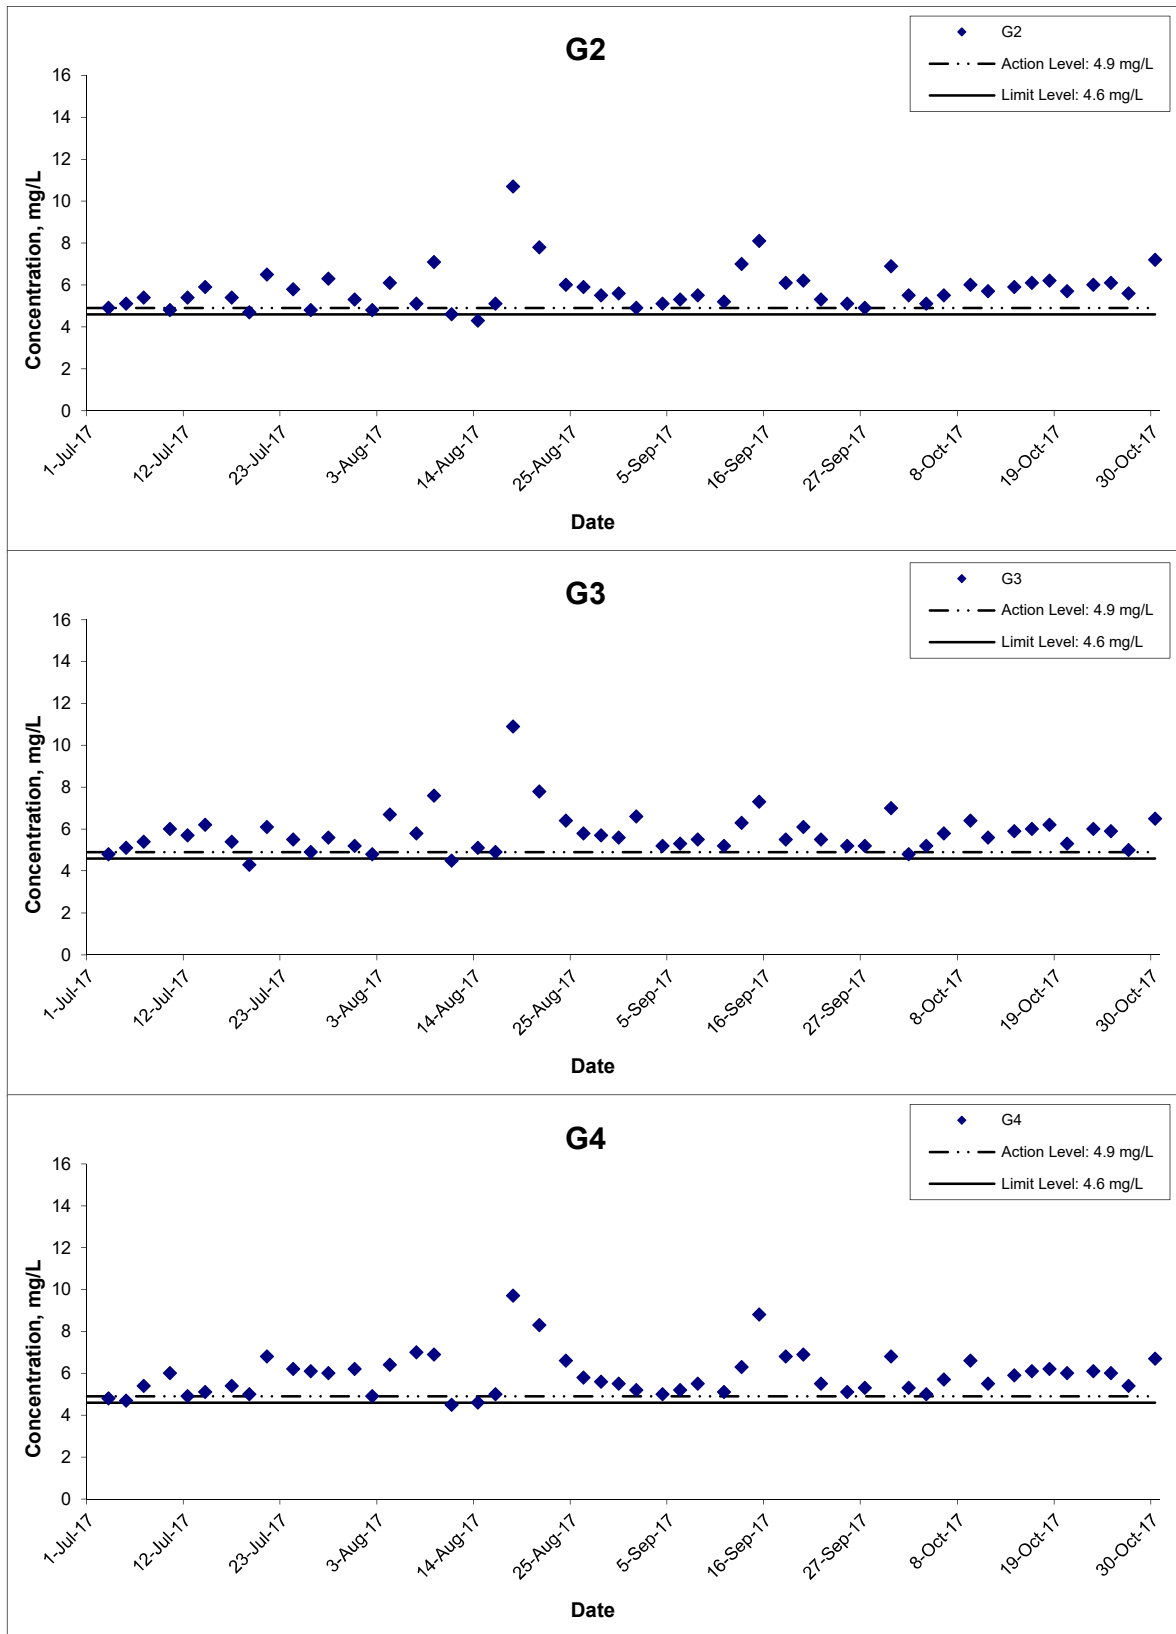 G2
G2
Action Level: 4.9 mg/L
Limit Level: 4.6 mg/L
Concentration, mg/L
16
14
12
10
8
6
4
2
0
1-Jul-17
12-Jul-17
23-Jul-17
3-Aug-17
14-Aug-17
25-Aug-17
5-Sep-17
16-Sep-17
27-Sep-17
8-Oct-17
19-Oct-17
30-Oct-17
Date
G3
G3
Action Level: 4.9 mg/L
Limit Level: 4.6 mg/L
Concentration, mg/L
16
14
12
10
8
6
4
2
0
1-Jul-17
12-Jul-17
23-Jul-17
3-Aug-17
14-Aug-17
25-Aug-17
5-Sep-17
16-Sep-17
27-Sep-17
8-Oct-17
19-Oct-17
30-Oct-17
Date
G4
G4
Action Level: 4.9 mg/L
Limit Level: 4.6 mg/L
Concentration, mg/L
16
14
12
10
8
6
4
2
0
1-Jul-17
12-Jul-17
23-Jul-17
3-Aug-17
14-Aug-17
25-Aug-17
5-Sep-17
16-Sep-17
27-Sep-17
8-Oct-17
19-Oct-17
30-Oct-17
Date